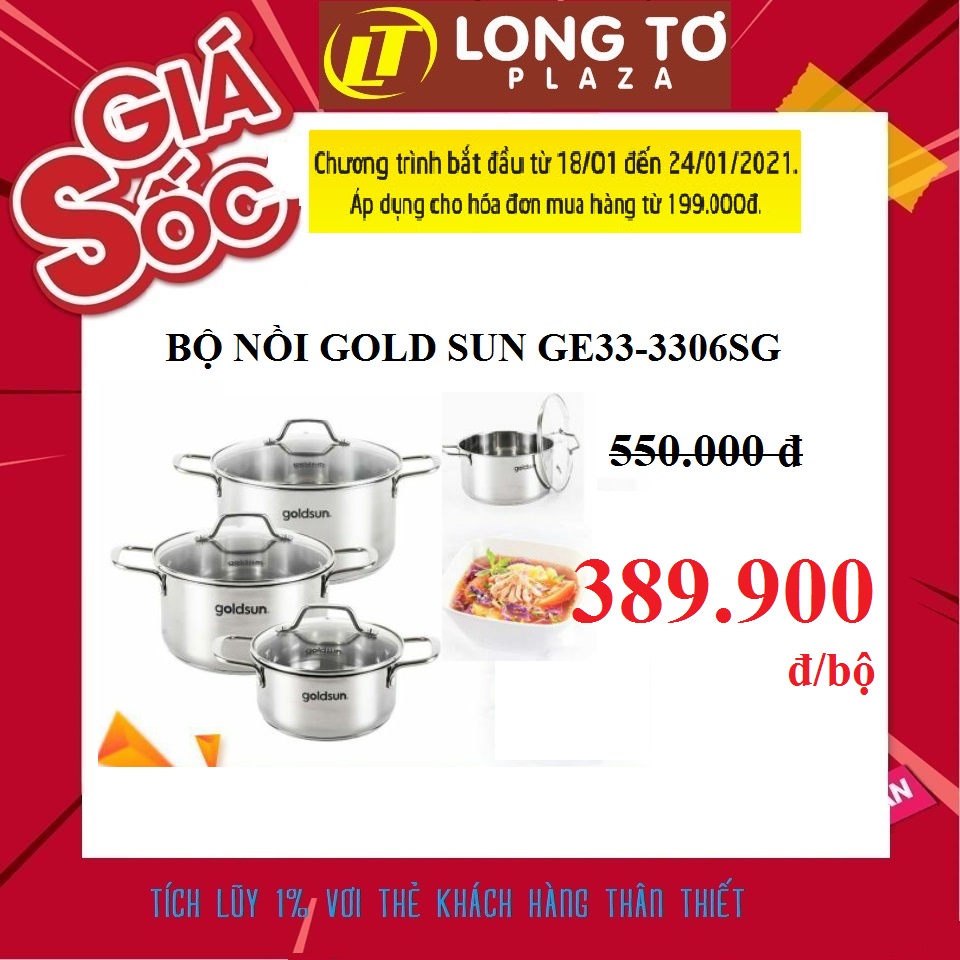 LT LONG TƠ
PLAZA
GIÁ
SỐC
Chương trình bắt đầu từ 18/01 đến 24/01/2021.
Áp dụng cho hóa đơn mua hàng từ 199.000đ.
BỘ NỒI GOLD SUN GE33-3306SG
550.000 đ
389.900
đ/bộ
goldsun
goldsun
goldsun
goldsun
TÍCH LŨY 1% VƠI THẺ KHÁCH HÀNG THÂN THIẾT